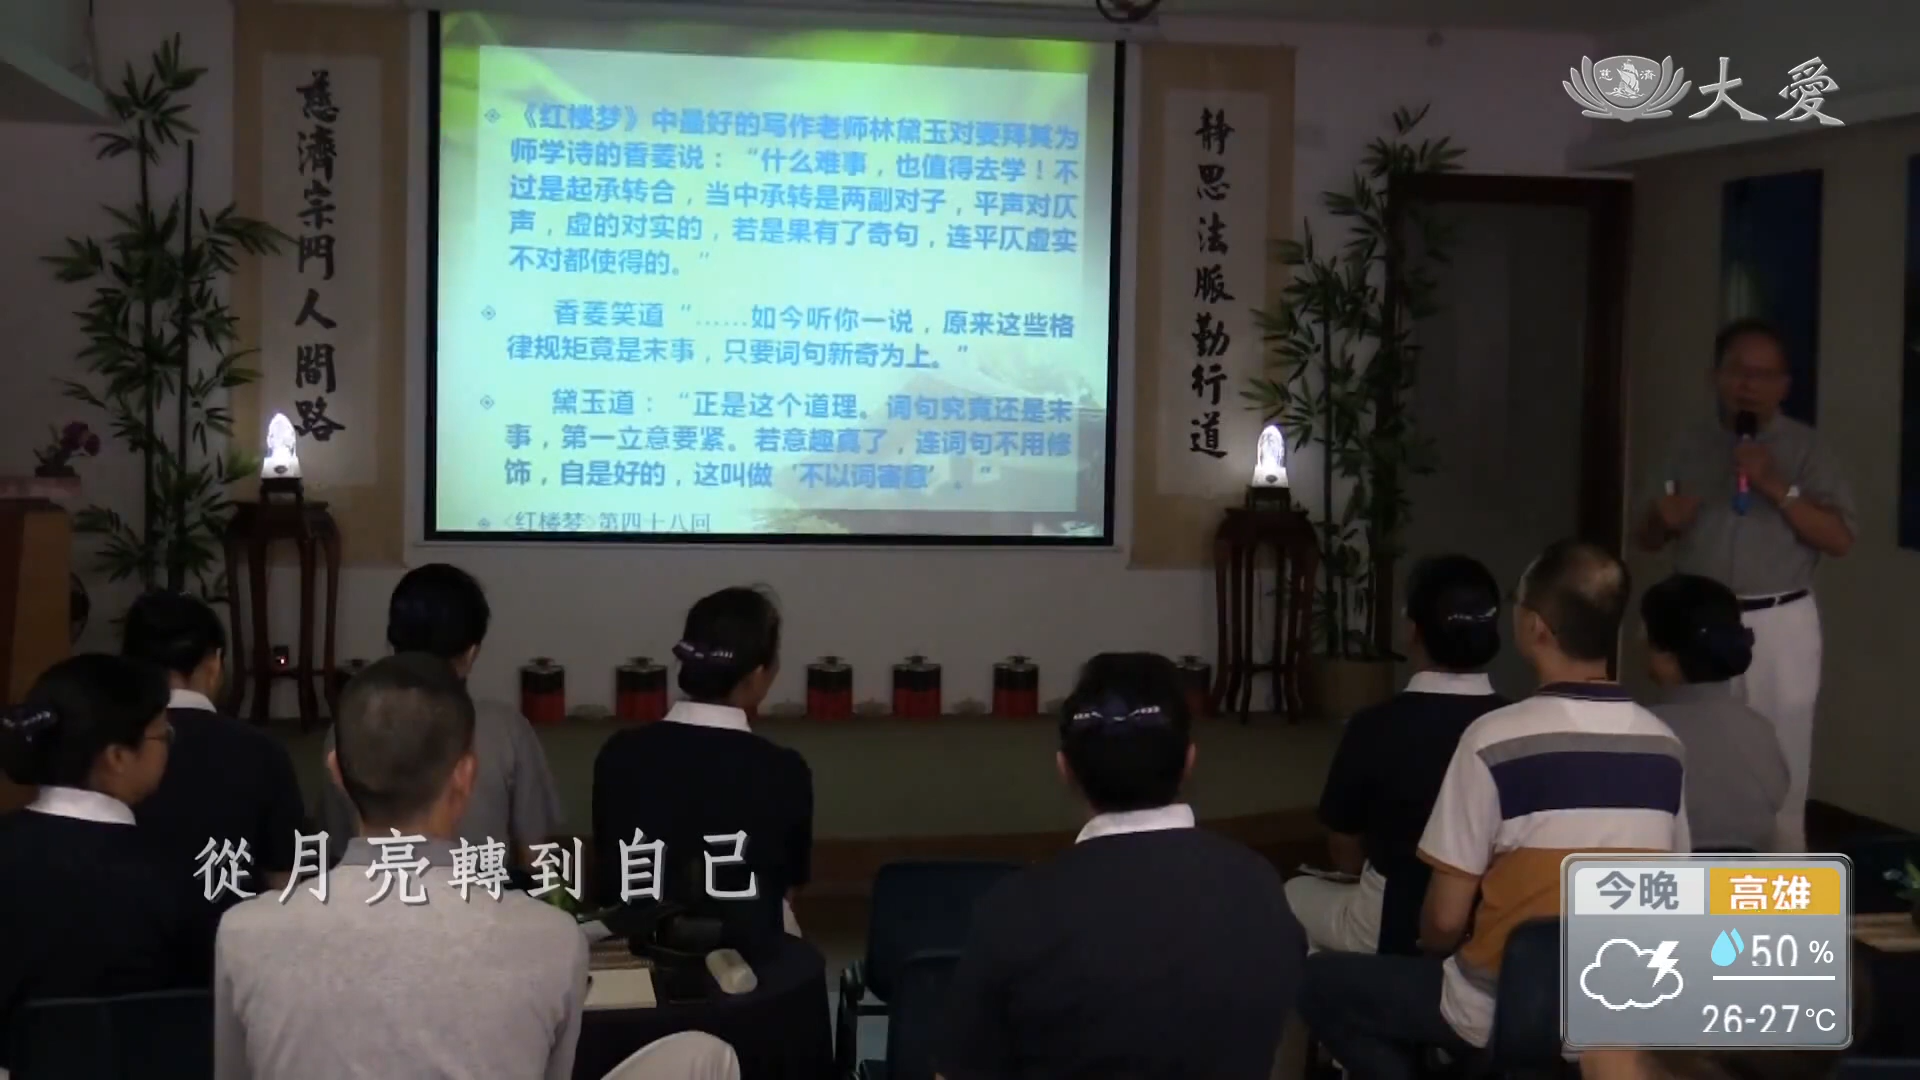 慈濟
大愛
慈濟宗門人間路
《红楼梦》中最好的写作老师林黛玉对要拜其为
师学诗的香菱说：“什么难事，也值得去学！不
过是起承转合，当中承转是两副对子，平声对仄
声，虚的对实的，若是果有了奇句，连平仄虚实
不对都使得的。”
香菱笑道“……如今听你一说，原来这些格
律规矩竟是末事，只要词句新奇为上。”
黛玉道：“正是这个道理。词句究竟还是末
事，第一立意要紧。若意趣真了，连词句不用修
饰，自是好的，这叫做‘不以词害意’。”
《红楼梦》第四十八回
靜思法脈勤行道
從月亮轉到自己
今晚 高雄
50 %
26-27°C